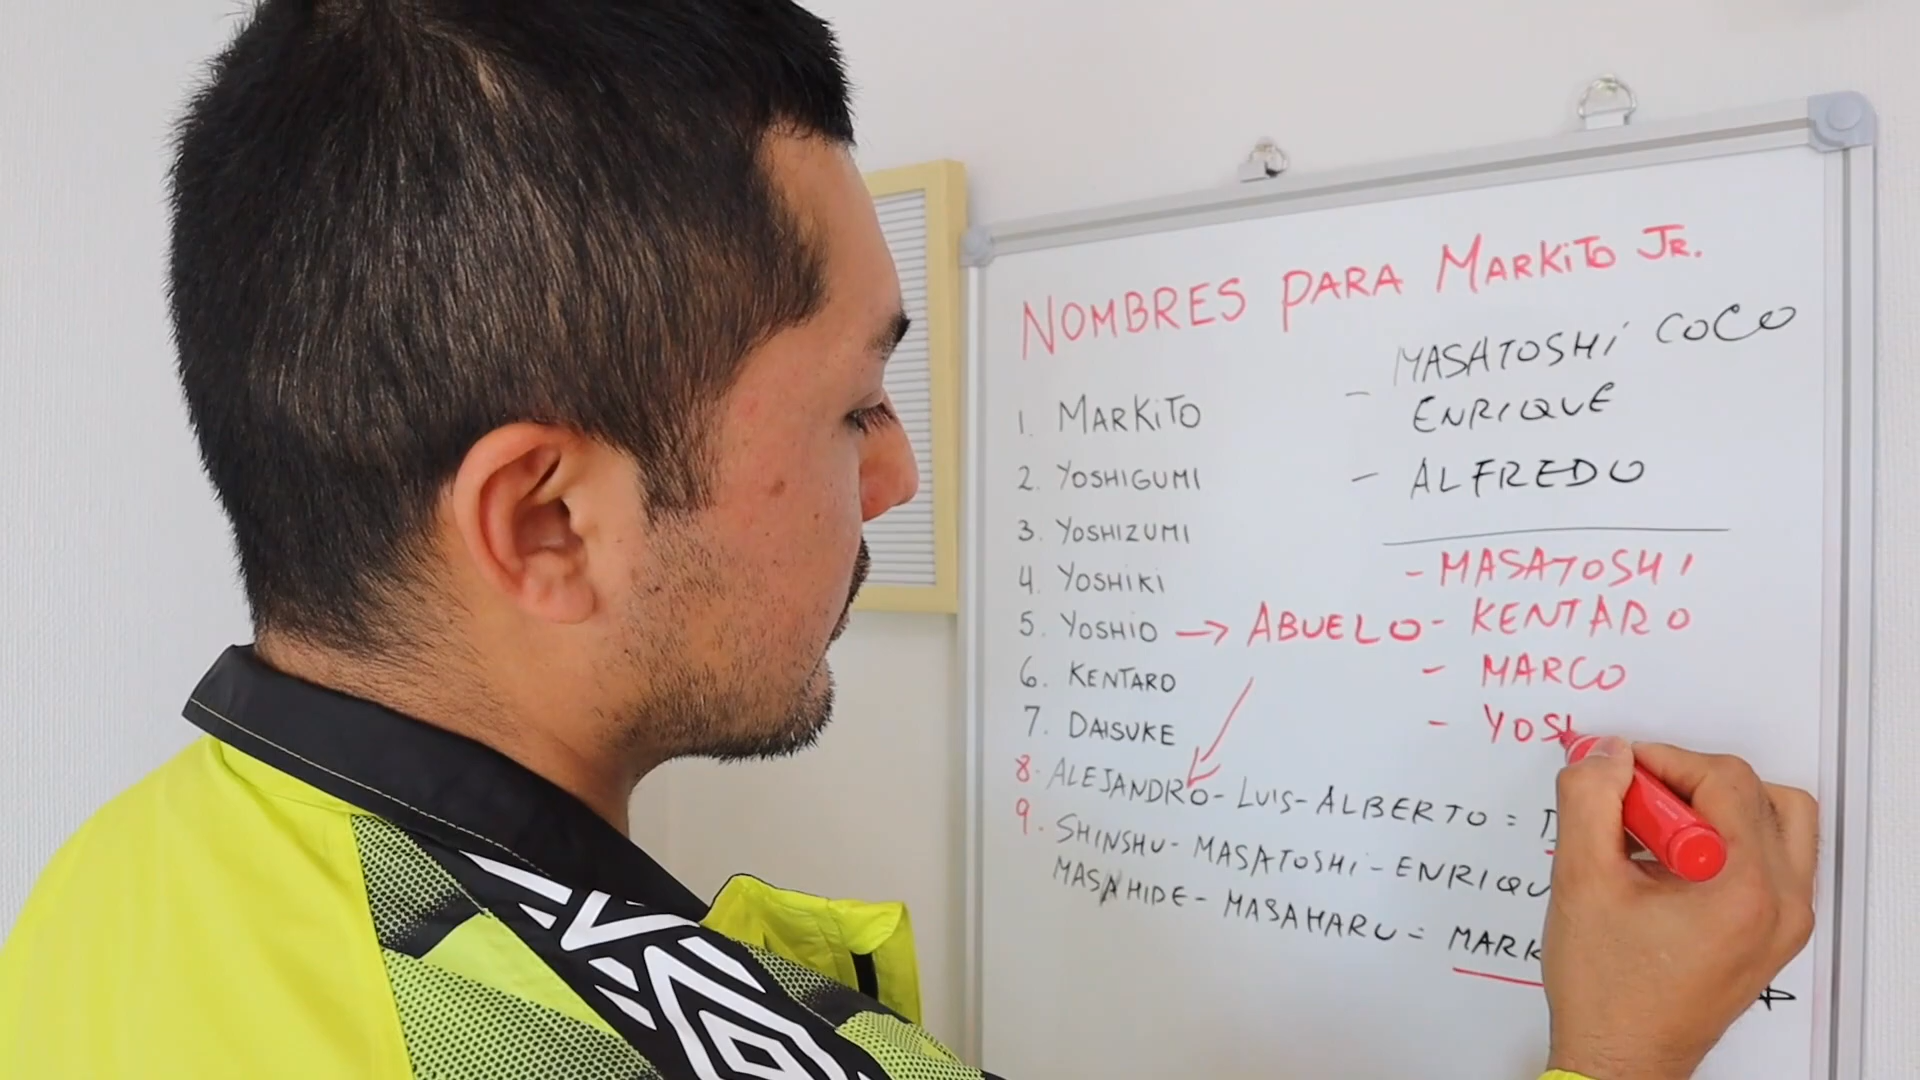 NOMBRES PARA MARKITO JR.
1. MARKITO
2. YOSHIGUMI
3. YOSHIZUMI
4. YOSHIKI
5. YOSHIO → ABUELO
6. KENTARO
7. DAISUKE
8. ALEJANDRO - LUIS - ALBERTO =
9. SHINSHU - MASATOSHI - ENRIQU
MASAHIDE - MASAHARU = MARK
- MASATOSHI COCO
ENRIQUE
- ALFREDO
- MASATOSHI
- KENTARO
- MARCO
- YOSH